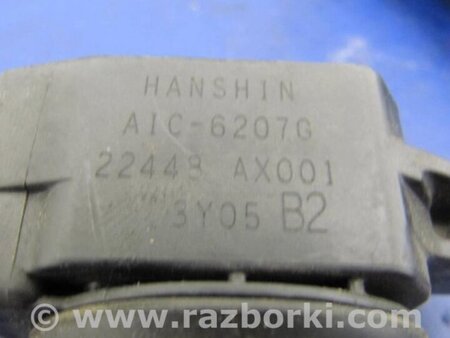 HANSHIN
AIC-6207G
22448 AX001
3Y05 B2
www.razborki.com